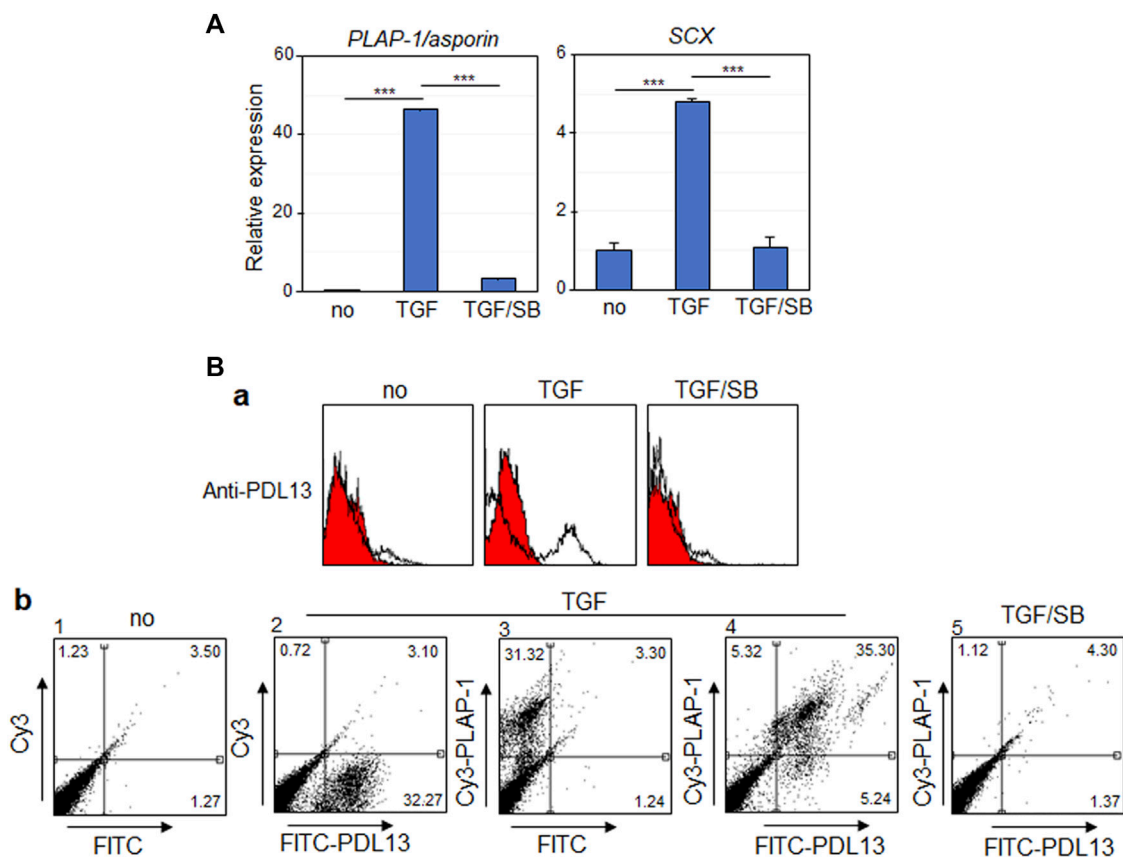 A
PLAP-1/asporin
SCX
Relative expression
60
40
20
0
***
***
no
TGF
TGF/SB
6
4
2
0
***
***
no
TGF
TGF/SB
B
a
no
TGF
TGF/SB
Anti-PDL13
b
no
TGF
TGF/SB
1
1.23
3.50
1.27
Cy3
FITC
2
0.72
3.10
32.27
Cy3
FITC-PDL13
3
31.32
3.30
1.24
Cy3-PLAP-1
FITC
4
5.32
35.30
5.24
Cy3-PLAP-1
FITC-PDL13
5
1.12
4.30
1.37
Cy3-PLAP-1
FITC-PDL13